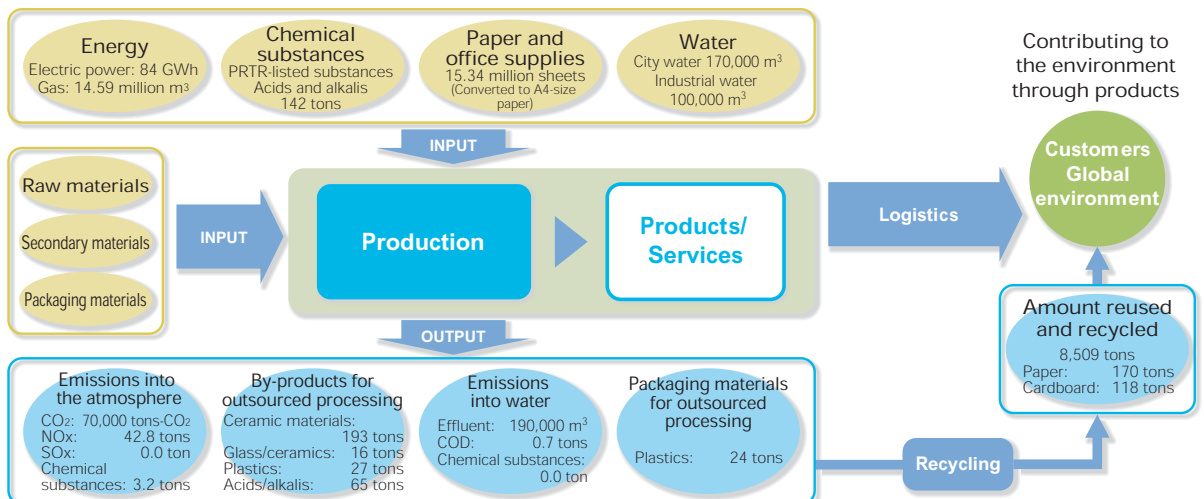 Energy
Electric power: 84 GWh
Gas: 14.59 million m³
Chemical
substances
PRTR-listed substances
Acids and alkalis
142 tons
Paper and
office supplies
15.34 million sheets
(Converted to A4-size
paper)
Water
City water 170,000 m³
Industrial water
100,000 m³
Contributing to
the environment
through products
INPUT
Customers
Global
environment
Raw materials
Secondary materials
Packaging materials
INPUT
Production
Products/
Services
Logistics
OUTPUT
Amount reused
and recycled
8,509 tons
Paper: 170 tons
Cardboard: 118 tons
Emissions into
the atmosphere
CO₂: 70,000 tons-CO₂
NOx: 42.8 tons
SOx: 0.0 ton
Chemical
substances: 3.2 tons
By-products for
outsourced processing
Ceramic materials:
193 tons
Glass/ceramics: 16 tons
Plastics: 27 tons
Acids/alkalis: 65 tons
Emissions
into water
Effluent: 190,000 m³
COD: 0.7 tons
Chemical substances:
0.0 ton
Packaging materials
for outsourced
processing
Plastics: 24 tons
Recycling